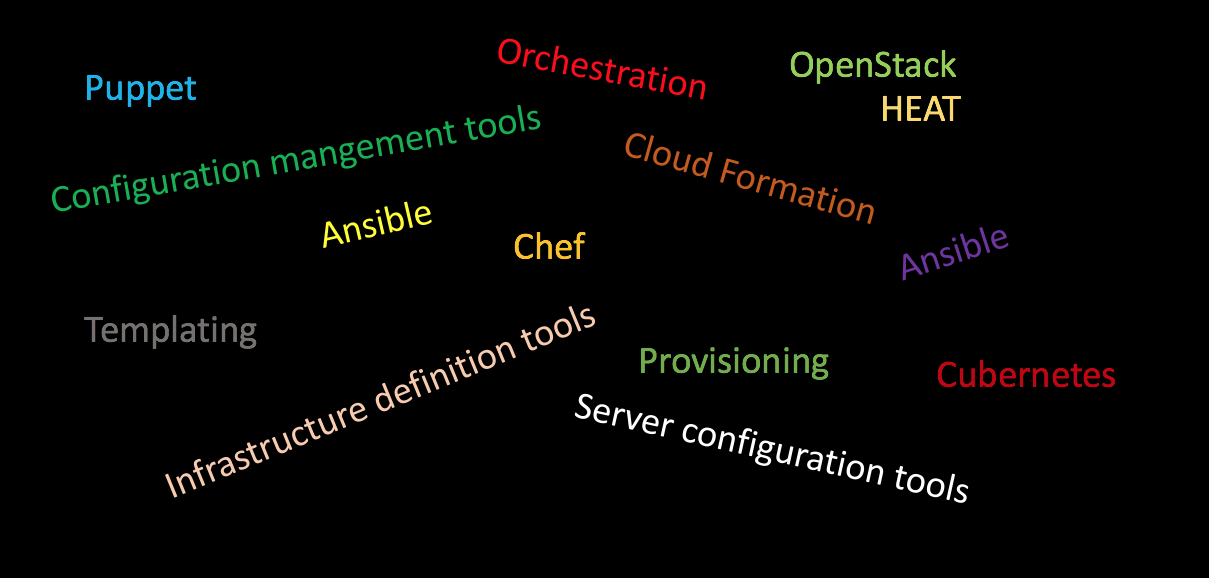 Orchestration
OpenStack
HEAT
Puppet
Configuration mangement tools
Cloud Formation
Ansible
Chef
Ansible
Templating
Infrastructure definition tools
Provisioning
Cubernetes
Server configuration tools